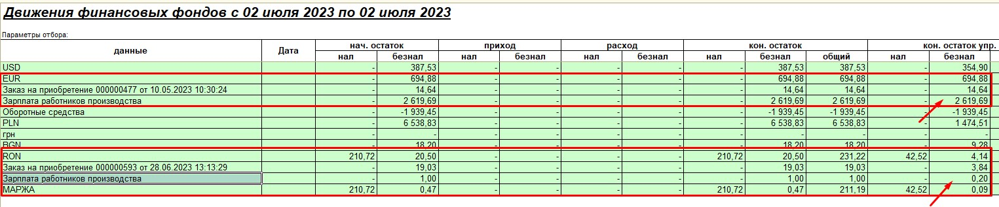 Движения финансовых фондов с 02 июля 2023 по 02 июля 2023
Параметры отбора:
данные Дата нач. остаток приход расход кон. остаток кон. остаток упр.
нал безнал нал безнал нал безнал нал безнал общий нал безнал
USD - 387,53 - - - - - 387,53 387,53 - 354,90
EUR - 694,88 - - - - - 694,88 694,88 - 694,88
Заказ на приобретение 000000477 от 10.05.2023 10:30:24 - 14,64 - - - - - 14,64 14,64 - 14,64
Зарплата работников производства - 2 619,69 - - - - - 2 619,69 2 619,69 - 2 619,69
Оборотные средства - -1 939,45 - - - - - -1 939,45 -1 939,45 - -1 939,45
PLN - 6 538,83 - - - - - 6 538,83 6 538,83 - 1 474,51
грн - - - - - - - - - - -
BGN - 18,20 - - - - - 18,20 18,20 - 9,28
RON 210,72 20,50 - - - - 210,72 20,50 231,22 42,52 4,14
Заказ на приобретение 000000593 от 28.06.2023 13:13:29 - 19,03 - - - - - 19,03 19,03 - 3,84
Зарплата работников производства - 1,00 - - - - - 1,00 1,00 - 0,20
МАРЖА 210,72 0,47 - - - - 210,72 0,47 211,19 42,52 0,09